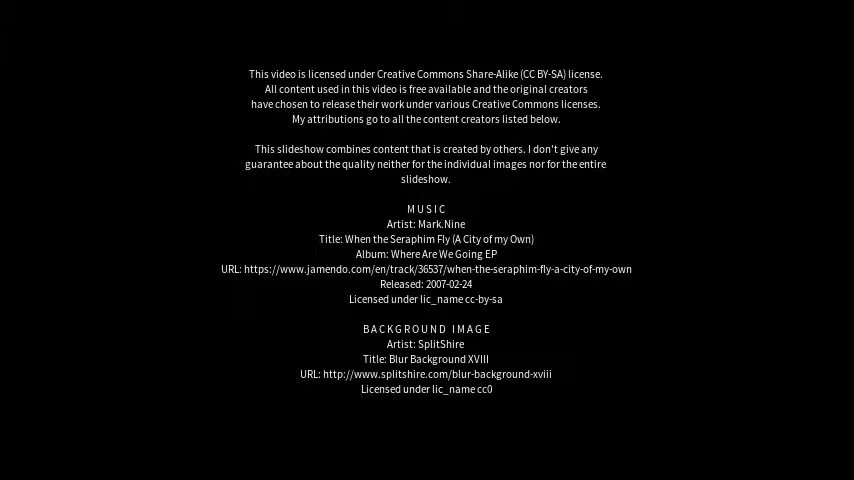 This video is licensed under Creative Commons Share-Alike (CC BY-SA) license.
All content used in this video is free available and the original creators
have chosen to release their work under various Creative Commons licenses.
My attributions go to all the content creators listed below.
This slideshow combines content that is created by others. I don't give any
guarantee about the quality neither for the individual images nor for the entire
slideshow.
MUSIC
Artist: Mark.Nine
Title: When the Seraphim Fly (A City of my Own)
Album: Where Are We Going EP
URL: https://www.jamendo.com/en/track/36537/when-the-seraphim-fly-a-city-of-my-own
Released: 2007-02-24
Licensed under lic_name cc-by-sa
BACKGROUND IMAGE
Artist: SplitShire
Title: Blur Background XVIII
URL: http://www.splitshire.com/blur-background-xviii
Licensed under lic_name cc0